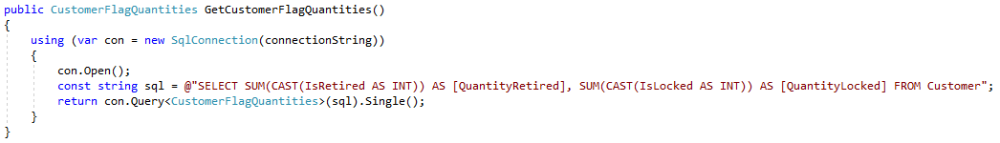 public CustomerFlagQuantities GetCustomerFlagQuantities()
{
using (var con = new SqlConnection(connectionString))
{
con.Open();
const string sql = @"SELECT SUM(CAST(IsRetired AS INT)) AS [QuantityRetired], SUM(CAST(IsLocked AS INT)) AS [QuantityLocked] FROM Customer";
return con.Query<CustomerFlagQuantities>(sql).Single();
}
}